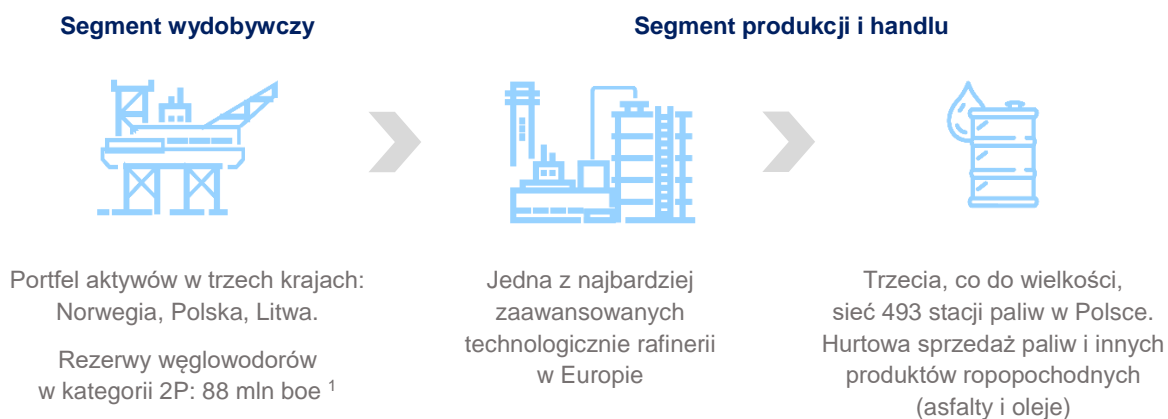 Segment wydobywczy
Segment produkcji i handlu
Portfel aktywów w trzech krajach:
Norwegia, Polska, Litwa.
Rezerwy węglowodorów
w kategorii 2P: 88 mln boe ¹
Jedna z najbardziej
zaawansowanych
technologicznie rafinerii
w Europie
Trzecia, co do wielkości,
sieć 493 stacji paliw w Polsce.
Hurtowa sprzedaż paliw i innych
produktów ropopochodnych
(asfalty i oleje)